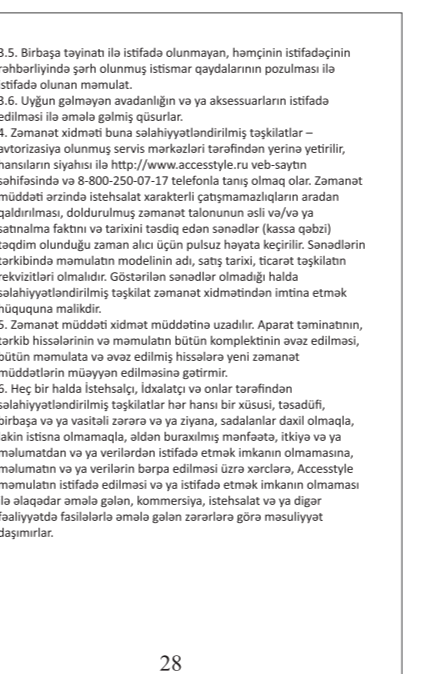 3.5. Birbaşa təyinatı ilə istifadə olunmayan, həmçinin istifadəçinin
rəhbərliyində şərh olunmuş istismar qaydalarının pozulması ilə
istifadə olunan məmulat.
3.6. Uyğun gəlməyən avadanlığın və ya aksessuarların istifadə
edilməsi ilə əmələ gəlmiş qüsurlar.
4. Zəmanət xidməti buna səlahiyyətləndirilmiş təşkilatlar –
avtorizasiya olunmuş servis mərkəzləri tərəfindən yerinə yetirilir,
hansıların siyahısı ilə http://www.accesstyle.ru veb-saytın
səhifəsində və 8-800-250-07-17 telefonla tanış olmaq olar. Zəmanət
müddəti ərzində istehsalat xarakterli çatışmamazlıqların aradan
qaldırılması, doldurulmuş zəmanət talonunun əsli və/və ya
satınalma faktını və tarixini təsdiq edən sənədlər (kassa qəbzi)
təqdim olunduğu zaman alıcı üçün pulsuz həyata keçirilir. Sənədlərin
tərkibində məmulatın modelinin adı, satış tarixi, ticarət təşkilatın
rekvizitləri olmalıdır. Göstərilən sənədlər olmadığı halda
səlahiyyətləndirilmiş təşkilat zəmanət xidmətindən imtina etmək
hüququna malikdir.
5. Zəmanət müddəti xidmət müddətinə uzadılır. Aparat təminatının,
tərkib hissələrinin və məmulatın bütün komplektinin əvəz edilməsi,
bütün məmulata və əvəz edilmiş hissələrə yeni zəmanət
müddətlərin müəyyən edilməsinə gətirmir.
6. Heç bir halda İstehsalçı, İdxalatçı və onlar tərəfindən
səlahiyyətləndirilmiş təşkilatlar hər hansı bir xüsusi, təsadüfi,
birbaşa və ya vasitəli zərərə və ya ziyana, sadalanlar daxil olmaqla,
lakin istisna olmamaqla, əldən buraxılmış mənfəətə, itkiyə və ya
məlumatdan və ya verilərdən istifadə etmək imkanın olmamasına,
məlumatın və ya verilərin bərpa edilməsi üzrə xərclərə, Accesstyle
məmulatın istifadə edilməsi və ya istifadə etmək imkanın olmaması
ilə əlaqədar əmələ gələn, kommersiya, istehsalat və ya digər
fəaliyyətdə fasilələrlə əmələ gələn zərərlərə görə məsuliyyət
daşımırlar.
28